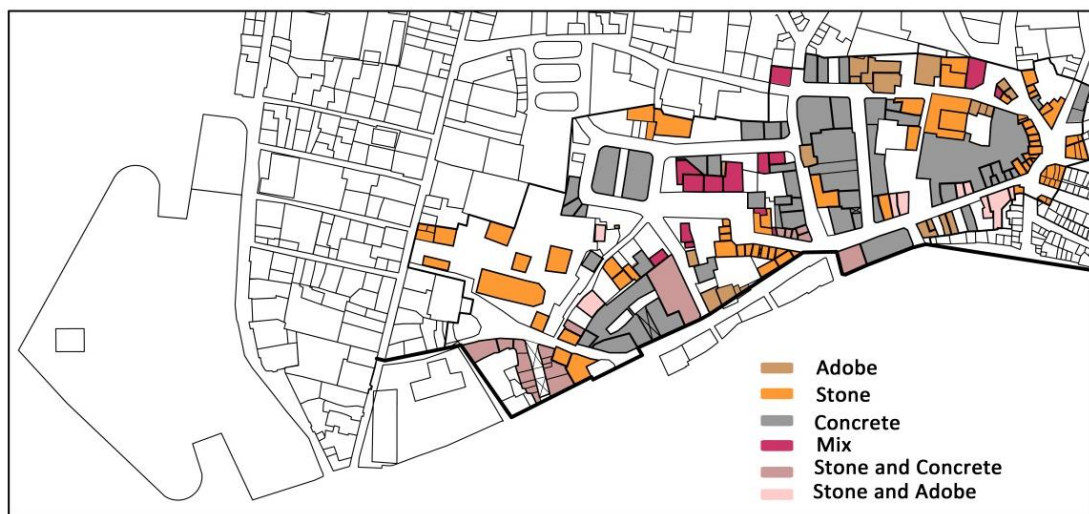 Adobe
Stone
Concrete
Mix
Stone and Concrete
Stone and Adobe